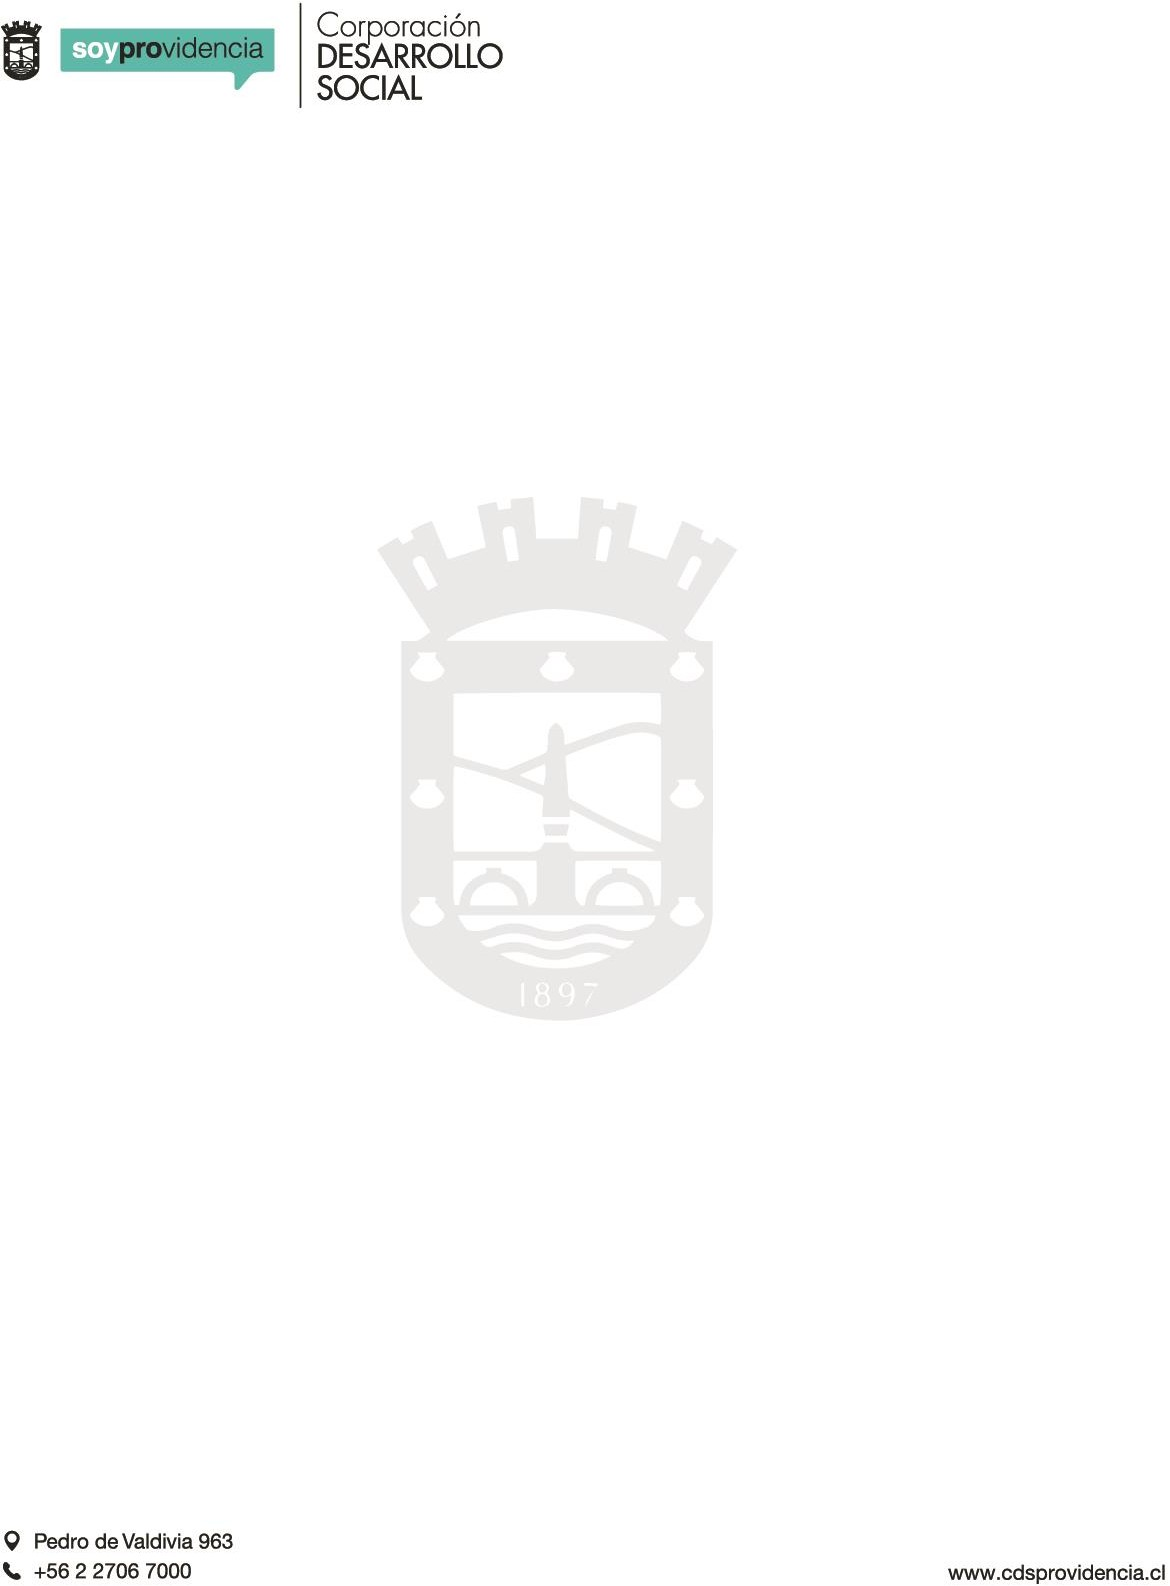 soyprovidencia
Corporación
DESARROLLO
SOCIAL
1897
Pedro de Valdivia 963
+56 2 2706 7000
www.cdsprovidencia.cl